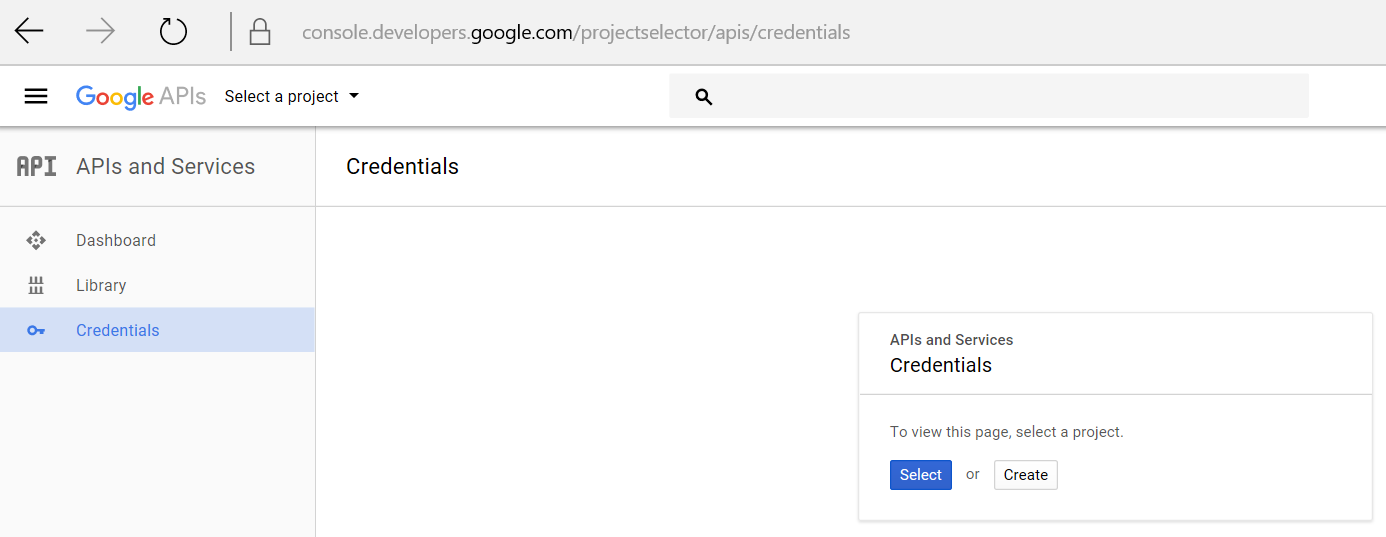 console.developers.google.com/projectselector/apis/credentials
Google APIs Select a project
API APIs and Services Credentials
Dashboard
Library
Credentials
APIs and Services
Credentials
To view this page, select a project.
Select or Create